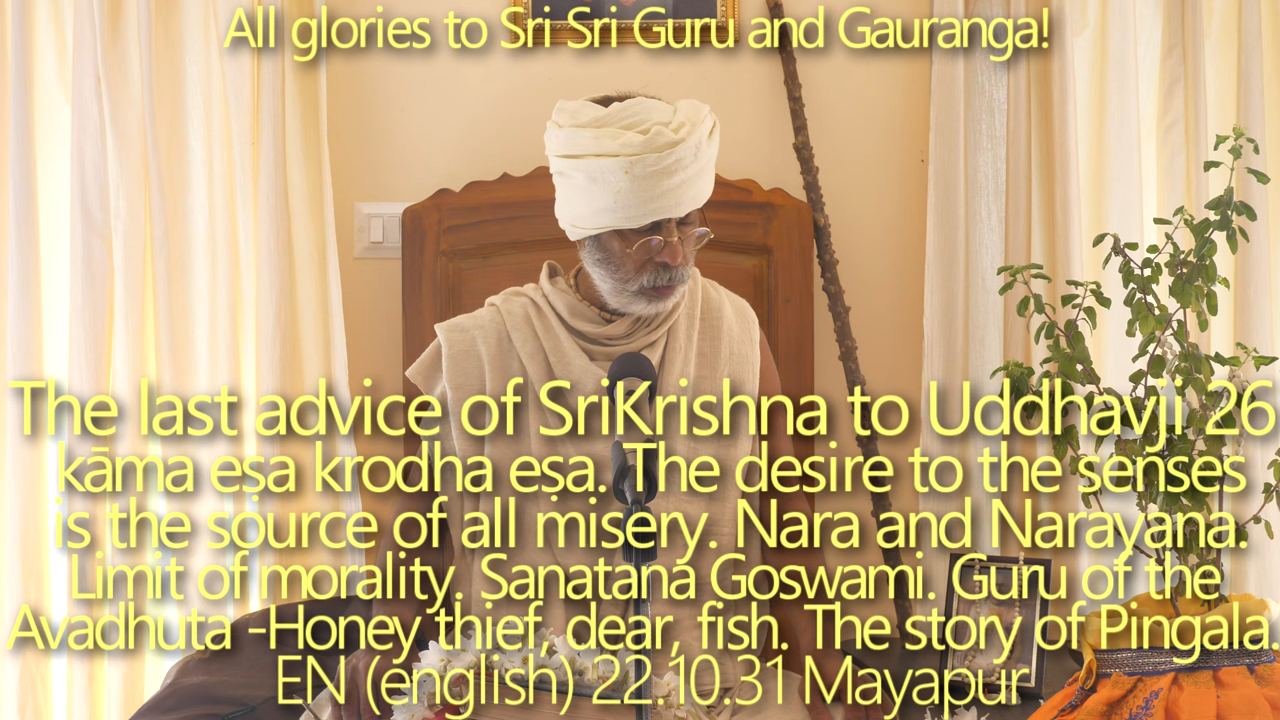 All glories to Sri Sri Guru and Gauranga!
The last advice of SriKrishna to Uddhavji 26
kāma eṣa krodha eṣa. The desire to the senses
is the source of all misery. Nara and Narayana.
Limit of morality. Sanatana Goswami. Guru of the
Avadhuta -Honey thief, dear, fish. The story of Pingala.
EN (english) 22.10.31 Mayapur